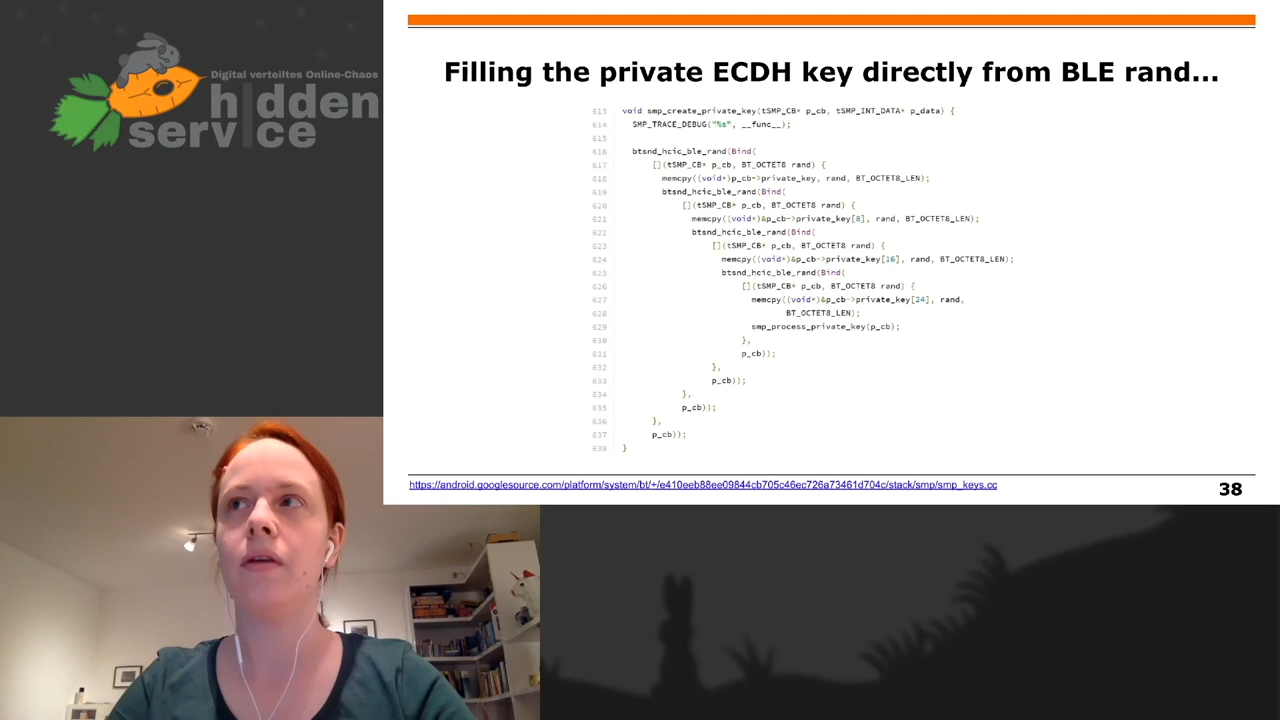 Digital verteiltes Online-Chaos
hidden
service
Filling the private ECDH key directly from BLE rand...
613 void smp_create_private_key(tSMP_CB* p_cb, tSMP_INT_DATA* p_data) {
614 SMP_TRACE_DEBUG("%s", __func__);
615
616 btsnd_hcic_ble_rand(Bind(
617 [](tSMP_CB* p_cb, BT_OCTET8 rand) {
618 memcpy((void*)p_cb->private_key, rand, BT_OCTET8_LEN);
619 btsnd_hcic_ble_rand(Bind(
620 [](tSMP_CB* p_cb, BT_OCTET8 rand) {
621 memcpy((void*)&p_cb->private_key[8], rand, BT_OCTET8_LEN);
622 btsnd_hcic_ble_rand(Bind(
623 [](tSMP_CB* p_cb, BT_OCTET8 rand) {
624 memcpy((void*)&p_cb->private_key[16], rand, BT_OCTET8_LEN);
625 btsnd_hcic_ble_rand(Bind(
626 [](tSMP_CB* p_cb, BT_OCTET8 rand) {
627 memcpy((void*)&p_cb->private_key[24], rand,
628 BT_OCTET8_LEN);
629 smp_process_private_key(p_cb);
630 },
631 p_cb));
632 },
633 p_cb));
634 },
635 p_cb));
636 },
637 p_cb));
638 }
https://android.googlesource.com/platform/system/bt/+/e410eeb88ee09844cb705c46ec726a73461d704c/stack/smp/smp_keys.cc
38